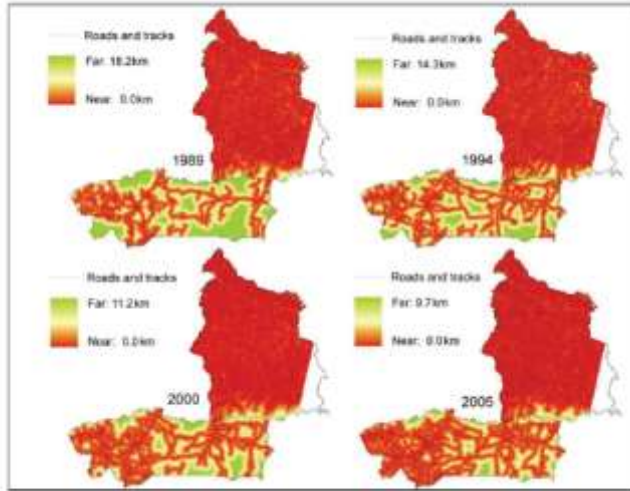 Roads and tracks
Far: 18.2km
Near: 0.0km
1989
Roads and tracks
Far: 14.3km
Near: 0.0km
1994
Roads and tracks
Far: 11.2km
Near: 0.0km
2000
Roads and tracks
Far: 9.7km
Near: 0.0km
2005